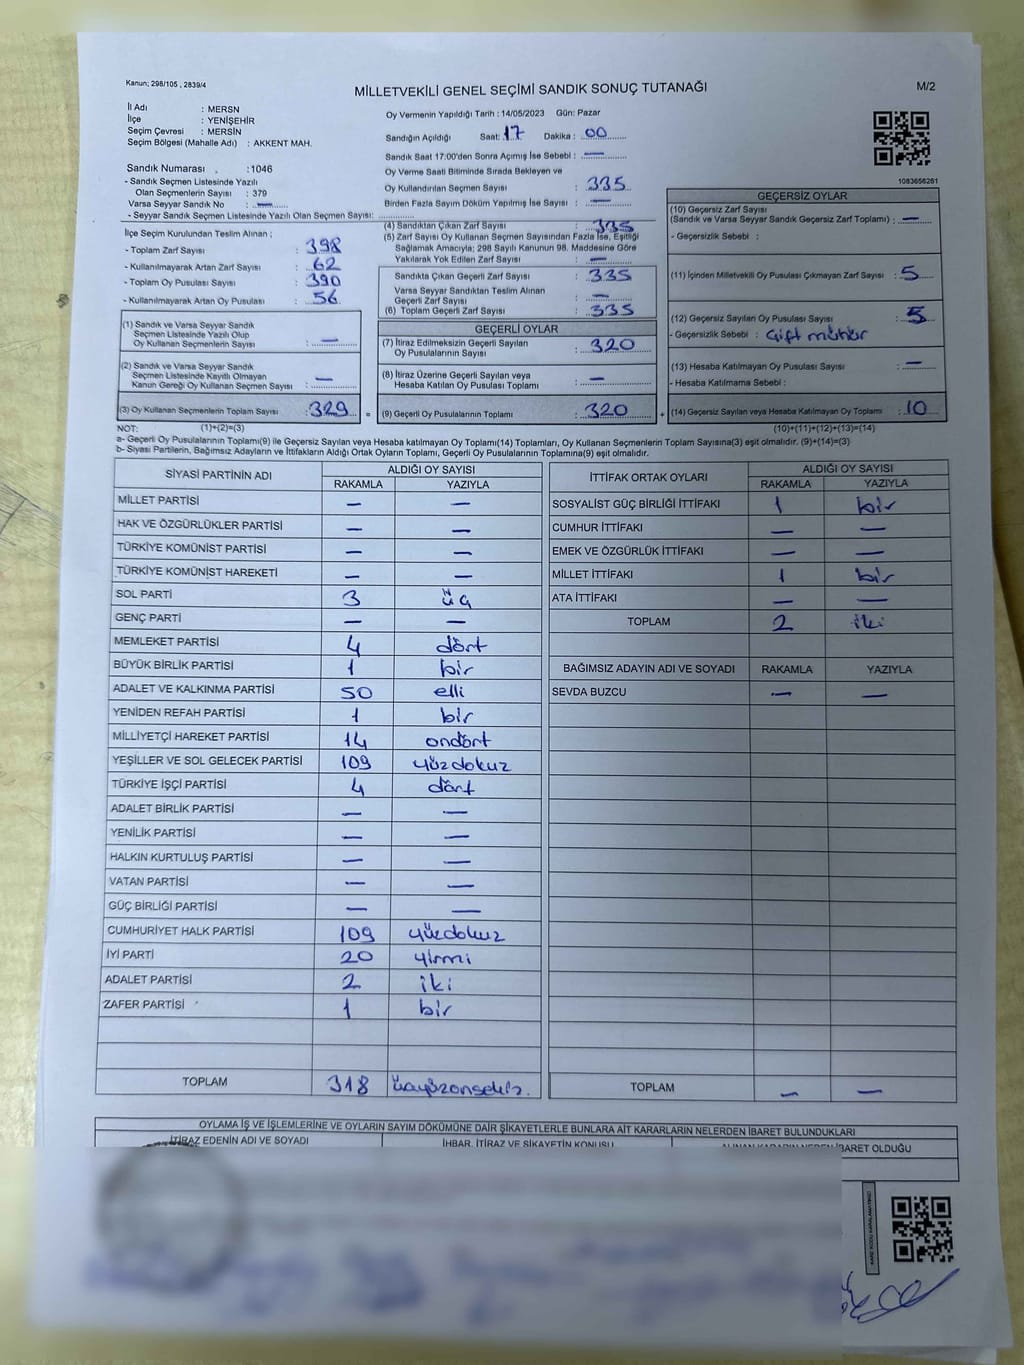 Kanun: 298/105 , 2839/4
MİLLETVEKİLİ GENEL SEÇİMİ SANDIK SONUÇ TUTANAĞI
M/2
İl Adı : MERSN
İlçe : YENİŞEHİR
Seçim Çevresi : MERSİN
Seçim Bölgesi (Mahalle Adı) : AKKENT MAH.
Sandık Numarası : 1046
- Sandık Seçmen Listesinde Yazılı
Olan Seçmenlerin Sayısı : 379
Varsa Seyyar Sandık No : —
- Seyyar Sandık Seçmen Listesinde Yazılı Olan Seçmen Sayısı:
Oy Vermenin Yapıldığı Tarih : 14/05/2023 Gün: Pazar
Sandığın Açıldığı Saat: 17 Dakika : 00
Sandık Saat 17:00'den Sonra Açımış İse Sebebi : —
Oy Verme Saati Bitiminde Sırada Bekleyen ve
Oy Kullandırılan Seçmen Sayısı : 335
Birden Fazla Sayım Döküm Yapılmış İse Sayısı : —
1083656261
İlçe Seçim Kurulundan Teslim Alınan ;
- Toplam Zarf Sayısı : 398
- Kullanılmayarak Artan Zarf Sayısı : 62
- Toplam Oy Pusulası Sayısı : 390
- Kullanılmayarak Artan Oy Pusulası : 56
(4) Sandıktan Çıkan Zarf Sayısı : 335
(5) Zarf Sayısı Oy Kullanan Seçmen Sayısından Fazla İse, Eşitliği
Sağlamak Amacıyla; 298 Sayılı Kanunun 98. Maddesine Göre
Yakılarak Yok Edilen Zarf Sayısı : —
Sandıkta Çıkan Geçerli Zarf Sayısı : 335
Varsa Seyyar Sandıktan Teslim Alınan
Geçerli Zarf Sayısı : —
(6) Toplam Geçerli Zarf Sayısı : 335
GEÇERSİZ OYLAR
(10) Geçersiz Zarf Sayısı
(Sandık ve Varsa Seyyar Sandık Geçersiz Zarf Toplamı) : —
- Geçersizlik Sebebi :
(11) İçinden Milletvekili Oy Pusulası Çıkmayan Zarf Sayısı : 5
(12) Geçersiz Sayılan Oy Pusulası Sayısı : 5
- Geçersizlik Sebebi : Çift mühür
(13) Hesaba Katılmayan Oy Pusulası Sayısı : —
- Hesaba Katılmama Sebebi :
(14) Geçersiz Sayılan veya Hesaba Katılmayan Oy Toplamı : 10
(1) Sandık ve Varsa Seyyar Sandık
Seçmen Listesinde Yazılı Olup
Oy Kullanan Seçmenlerin Sayısı : —
(2) Sandık ve Varsa Seyyar Sandık
Seçmen Listesinde Kayıtlı Olmayan
Kanun Gereği Oy Kullanan Seçmen Sayısı : —
(3) Oy Kullanan Seçmenlerin Toplam Sayısı : 329 =
GEÇERLİ OYLAR
(7) İtiraz Edilmeksizin Geçerli Sayılan
Oy Pusulalarının Sayısı : 320
(8) İtiraz Üzerine Geçerli Sayılan veya
Hesaba Katılan Oy Pusulası Toplamı : —
(9) Geçerli Oy Pusulalarının Toplamı : 320 +
NOT: (1)+(2)=(3) (10)+(11)+(12)+(13)=(14)
a- Geçerli Oy Pusulalarının Toplamı(9) ile Geçersiz Sayılan veya Hesaba katılmayan Oy Toplamı(14) Toplamları, Oy Kullanan Seçmenlerin Toplam Sayısına(3) eşit olmalıdır. (9)+(14)=(3)
b- Siyasi Partilerin, Bağımsız Adayların ve İttifakların Aldığı Ortak Oyların Toplamı, Geçerli Oy Pusulalarının Toplamına(9) eşit olmalıdır.
SİYASİ PARTİNİN ADI ALDIĞI OY SAYISI
RAKAMLA YAZIYLA
MİLLET PARTİSİ — —
HAK VE ÖZGÜRLÜKLER PARTİSİ — —
TÜRKİYE KOMÜNİST PARTİSİ — —
TÜRKİYE KOMÜNİST HAREKETİ — —
SOL PARTİ 3 üç
GENÇ PARTİ — —
MEMLEKET PARTİSİ 4 dört
BÜYÜK BİRLİK PARTİSİ 1 bir
ADALET VE KALKINMA PARTİSİ 50 elli
YENİDEN REFAH PARTİSİ 1 bir
MİLLİYETÇİ HAREKET PARTİSİ 14 ondört
YEŞİLLER VE SOL GELECEK PARTİSİ 109 yüzdokuz
TÜRKİYE İŞÇİ PARTİSİ 4 dört
ADALET BİRLİK PARTİSİ — —
YENİLİK PARTİSİ — —
HALKIN KURTULUŞ PARTİSİ — —
VATAN PARTİSİ — —
GÜÇ BİRLİĞİ PARTİSİ — —
CUMHURİYET HALK PARTİSİ 109 yüzdokuz
İYİ PARTİ 20 yirmi
ADALET PARTİSİ 2 iki
ZAFER PARTİSİ 1 bir
TOPLAM 318 üçyüzonsekiz.
İTTİFAK ORTAK OYLARI ALDIĞI OY SAYISI
RAKAMLA YAZIYLA
SOSYALİST GÜÇ BİRLİĞİ İTTİFAKI 1 bir
CUMHUR İTTİFAKI — —
EMEK VE ÖZGÜRLÜK İTTİFAKI — —
MİLLET İTTİFAKI 1 bir
ATA İTTİFAKI — —
TOPLAM 2 iki
BAĞIMSIZ ADAYIN ADI VE SOYADI RAKAMLA YAZIYLA
SEVDA BUZCU — —
TOPLAM — —
OYLAMA İŞ VE İŞLEMLERİNE VE OYLARIN SAYIM DÖKÜMÜNE DAİR ŞİKAYETLERLE BUNLARA AİT KARARLARIN NELERDEN İBARET BULUNDUKLARI
İTİRAZ EDENİN ADI VE SOYADI İHBAR, İTİRAZ VE ŞİKAYETİN KONUSU ALINAN KARARIN NEDEN İBARET OLDUĞU